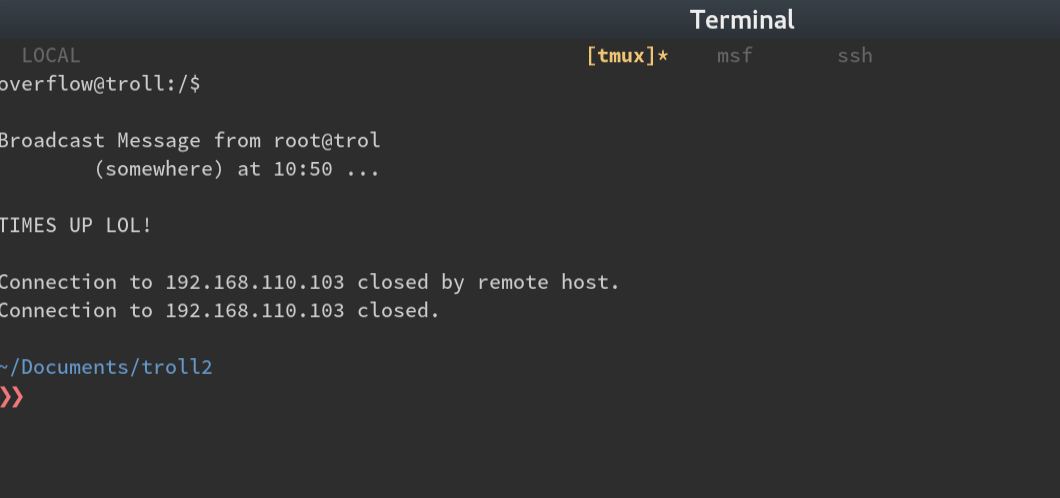 Terminal
LOCAL [tmux]* msf ssh
overflow@troll:/$
Broadcast Message from root@trol
(somewhere) at 10:50 ...
TIMES UP LOL!
Connection to 192.168.110.103 closed by remote host.
Connection to 192.168.110.103 closed.
~/Documents/troll2
❯❯